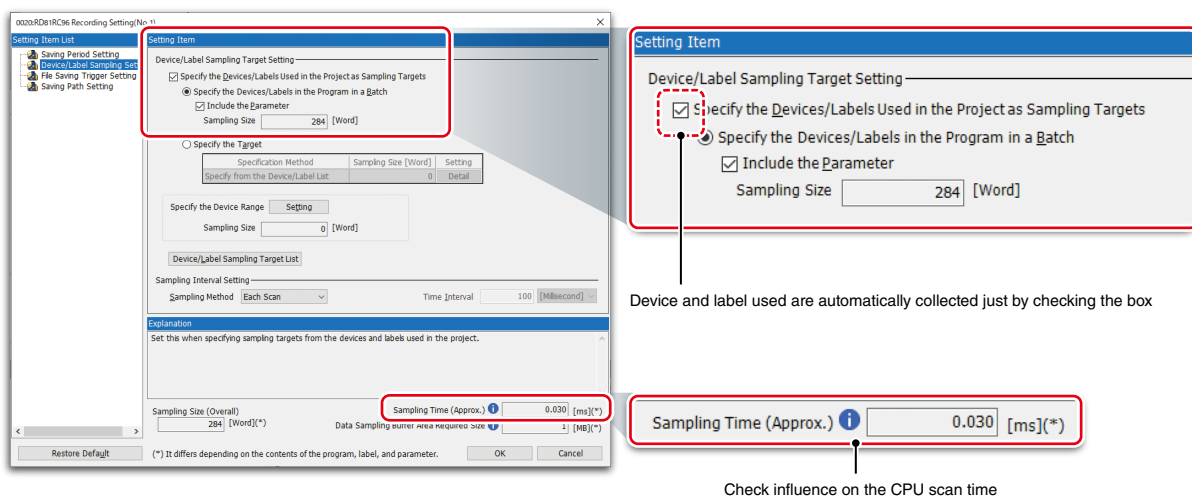 0020:RD81RC96 Recording Setting(No.1)
Setting Item List
Saving Period Setting
Device/Label Sampling Set
File Saving Trigger Setting
Saving Path Setting
Setting Item
Device/Label Sampling Target Setting
Specify the Devices/Labels Used in the Project as Sampling Targets
Specify the Devices/Labels in the Program in a Batch
Include the Parameter
Sampling Size 284 [Word]
Specify the Target
Specification Method Sampling Size [Word] Setting
Specify from the Device/Label List 0 Detail
Specify the Device Range Setting
Sampling Size 0 [Word]
Device/Label Sampling Target List
Sampling Interval Setting
Sampling Method Each Scan Time Interval 100 [Millisecond]
Explanation
Set this when specifying sampling targets from the devices and labels used in the project.
Sampling Size (Overall)
284 [Word](*)
Sampling Time (Approx.) 0.030 [ms](*)
Data Sampling Buffer Area Required Size 1 [MB](*)
Restore Default
(*) It differs depending on the contents of the program, label, and parameter.
OK
Cancel
Setting Item
Device/Label Sampling Target Setting
Specify the Devices/Labels Used in the Project as Sampling Targets
Specify the Devices/Labels in the Program in a Batch
Include the Parameter
Sampling Size 284 [Word]
Device and label used are automatically collected just by checking the box
Sampling Time (Approx.) 0.030 [ms](*)
Check influence on the CPU scan time